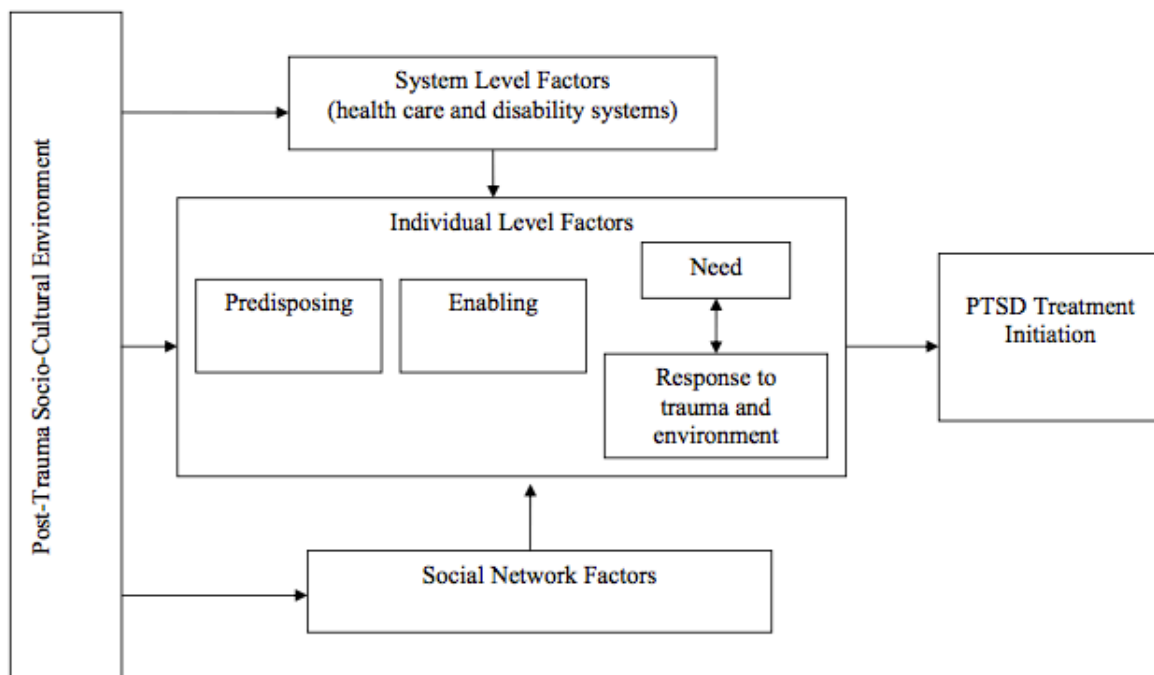 Post-Trauma Socio-Cultural Environment
System Level Factors
(health care and disability systems)
Individual Level Factors
Predisposing
Enabling
Need
Response to
trauma and
environment
PTSD Treatment
Initiation
Social Network Factors